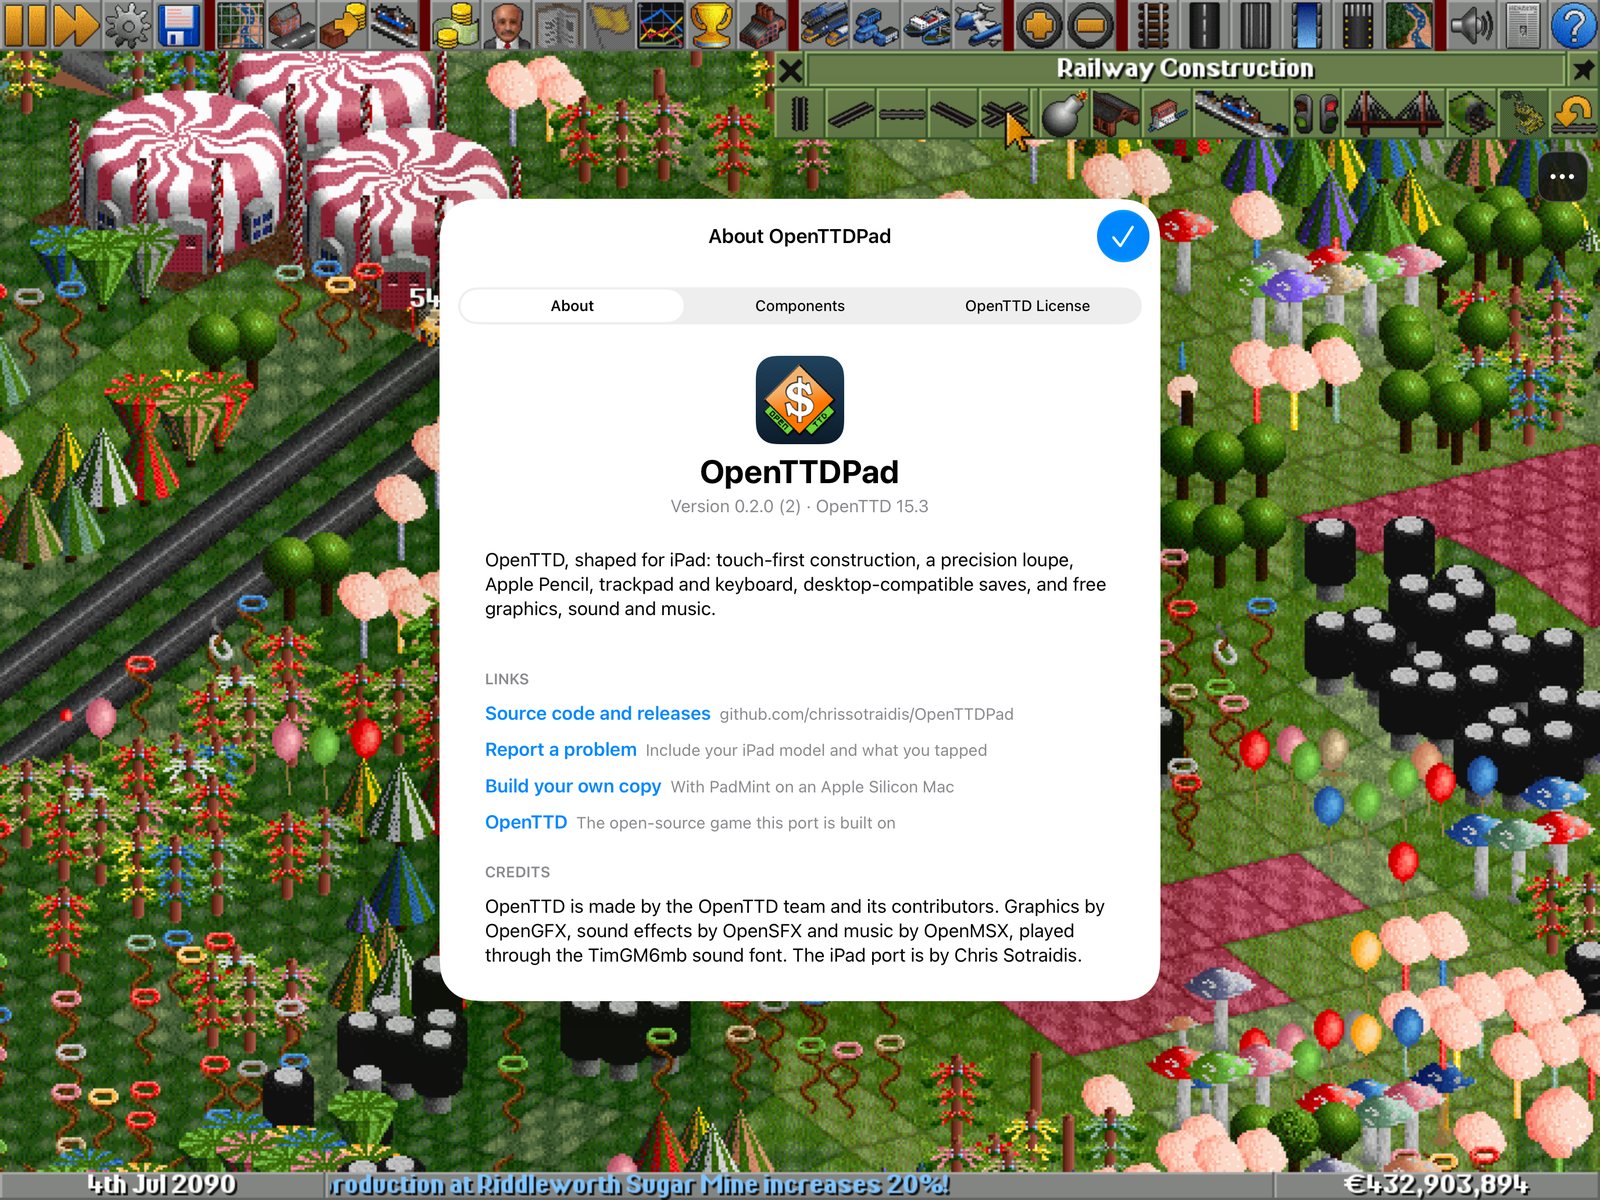 Railway Construction
About OpenTTDPad
About Components OpenTTD License
54
$
OPEN TTD
OpenTTDPad
Version 0.2.0 (2) · OpenTTD 15.3
OpenTTD, shaped for iPad: touch-first construction, a precision loupe,
Apple Pencil, trackpad and keyboard, desktop-compatible saves, and free
graphics, sound and music.
LINKS
Source code and releases github.com/chrissotraidis/OpenTTDPad
Report a problem Include your iPad model and what you tapped
Build your own copy With PadMint on an Apple Silicon Mac
OpenTTD The open-source game this port is built on
CREDITS
OpenTTD is made by the OpenTTD team and its contributors. Graphics by
OpenGFX, sound effects by OpenSFX and music by OpenMSX, played
through the TimGM6mb sound font. The iPad port is by Chris Sotraidis.
4th Jul 2090 roduction at Riddleworth Sugar Mine increases 20%! €432,903,894